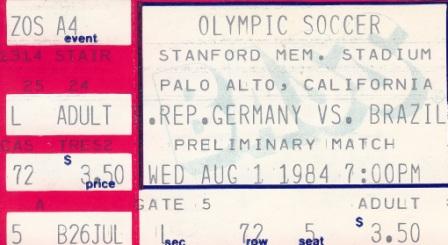 ZOS A4
event
2314 STAIR
25 24
L ADULT
CAS TRES2
72 $ 3.50
price
A
5 B26JUL
OLYMPIC SOCCER
STANFORD MEM. STADIUM
PALO ALTO, CALIFORNIA
.REP.GERMANY VS. BRAZIL
PRELIMINARY MATCH
WED AUG 1 1984 7:00PM
GATE 5 ADULT
L 72 5 $ 3.50
sec row seat
BASS